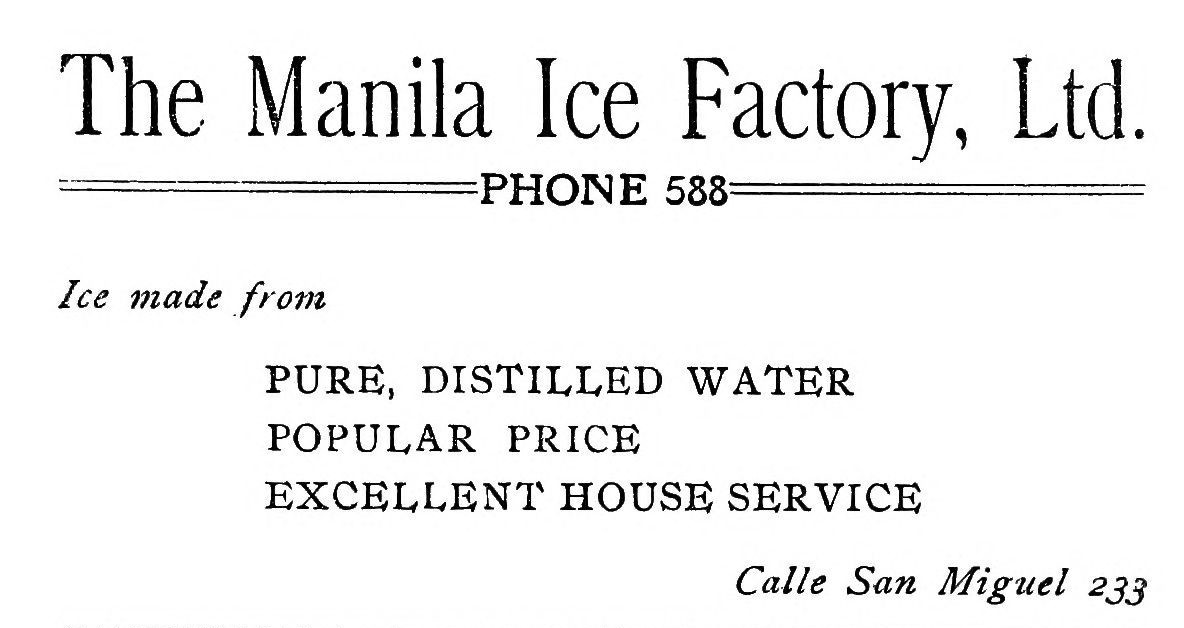 The Manila Ice Factory, Ltd.
PHONE 588
Ice made from
PURE, DISTILLED WATER
POPULAR PRICE
EXCELLENT HOUSE SERVICE
Calle San Miguel 233